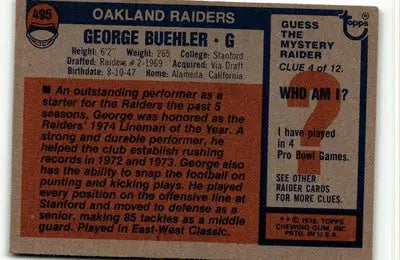 495
OAKLAND RAIDERS
GEORGE BUEHLER • G
Height: 6'2" Weight: 265 College: Stanford
Drafted: Raiders #2-1969 Acquired: Via Draft
Birthdate: 8-10-47 Home: Alameda, California
■ An outstanding performer as a
starter for the Raiders the past 5
seasons, George was honored as the
Raiders' 1974 Lineman of the Year. A
strong and durable performer, he
helped the club establish rushing
records in 1972 and 1973. George also
has the ability to snap the football on
punting and kicking plays. He played
every position on the offensive line at
Stanford and moved to defense as a
senior, making 85 tackles as a middle
guard. Played in East-West Classic.
GUESS
THE
MYSTERY
RAIDER
topps
CLUE 4 of 12.
WHO AM I?
?
I have played
in 4
Pro Bowl Games.
SEE OTHER
RAIDER CARDS
FOR MORE CLUES.
** © 1976, TOPPS
CHEWING GUM, INC.
PRTD. IN U.S.A.